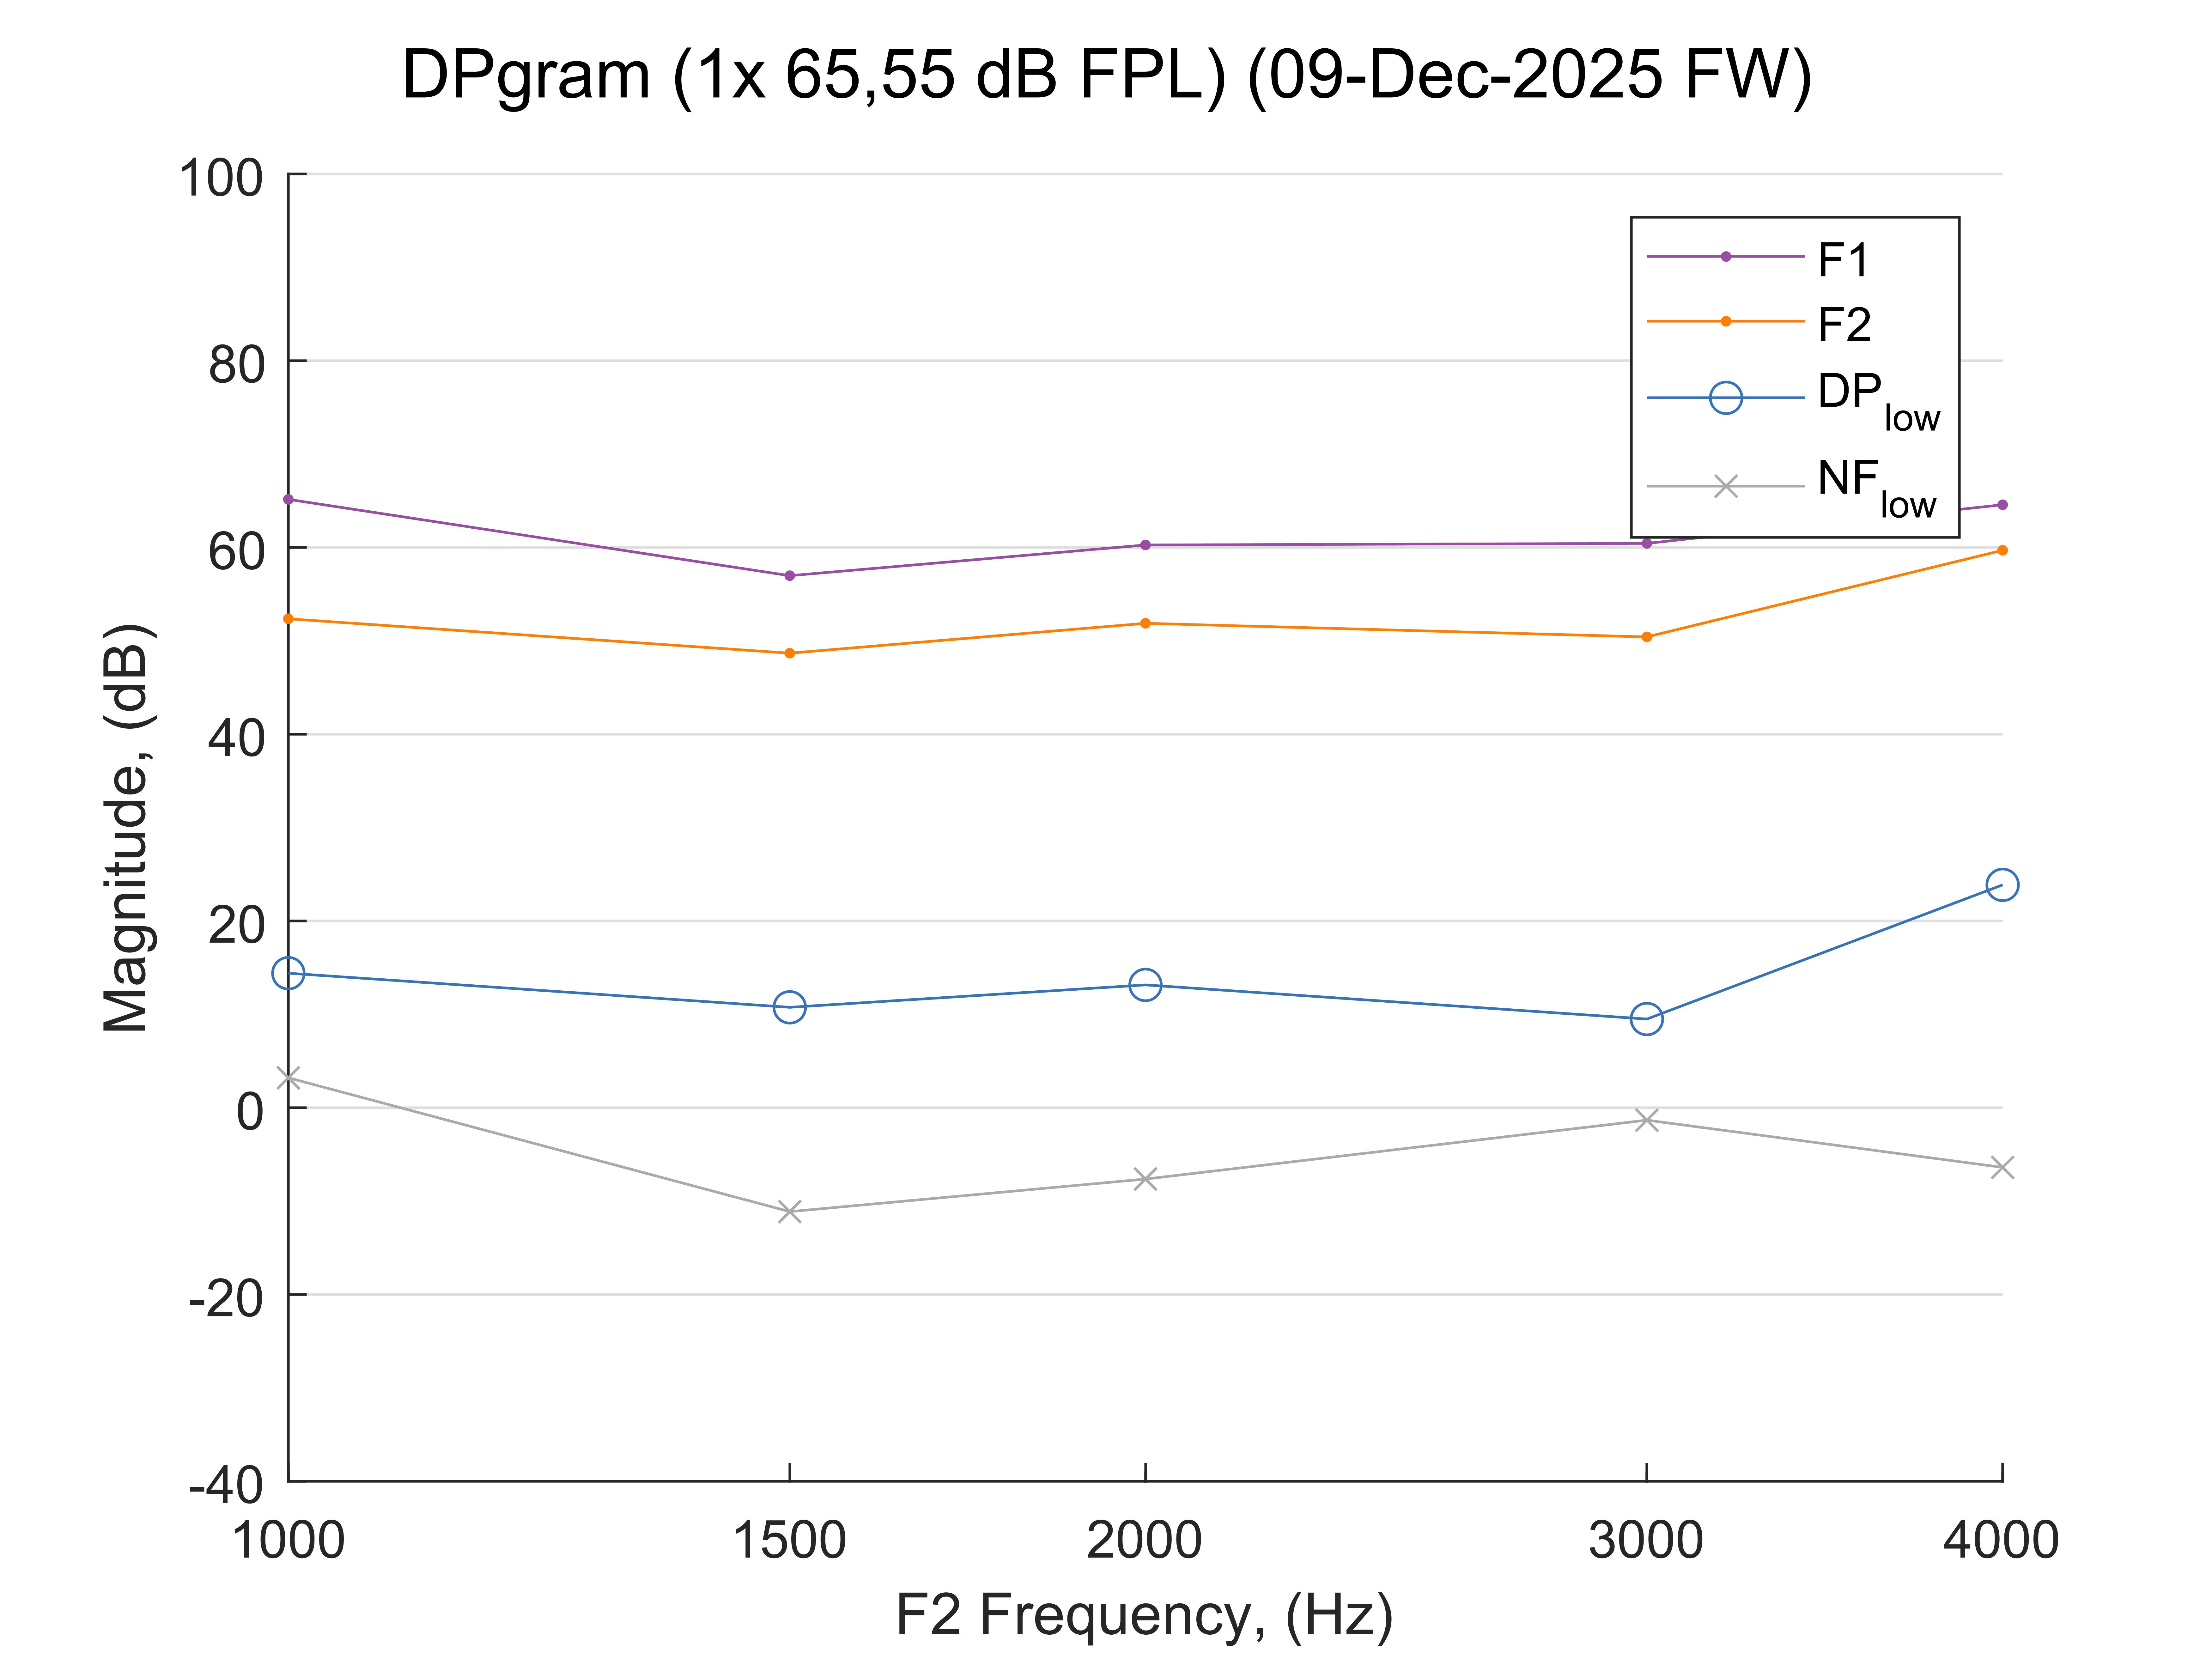 DPgram (1x 65,55 dB FPL) (09-Dec-2025 FW)
100
80
60
40
20
0
-20
-40
Magnitude, (dB)
F1
F2
DPlow
NFlow
1000 1500 2000 3000 4000
F2 Frequency, (Hz)